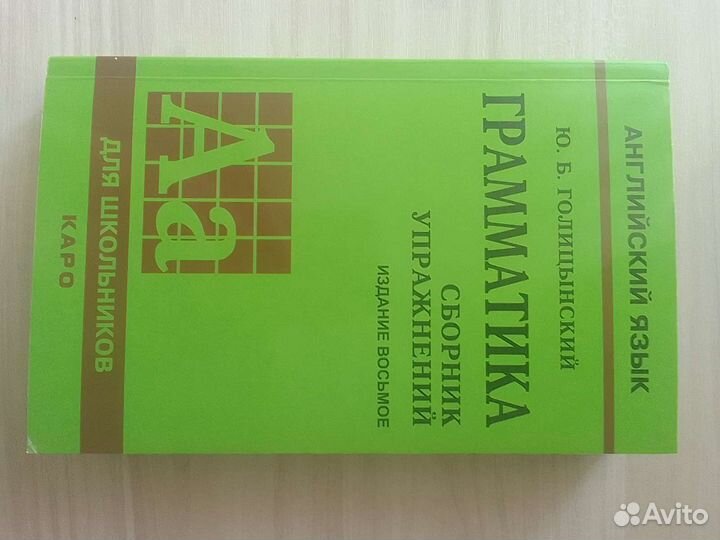 АНГЛИЙСКИЙ ЯЗЫК
Ю. Б. ГОЛИЦЫНСКИЙ
ГРАММАТИКА
СБОРНИК
УПРАЖНЕНИЙ
ИЗДАНИЕ ВОСЬМОЕ
Aa
ДЛЯ ШКОЛЬНИКОВ
КАРО
Avito